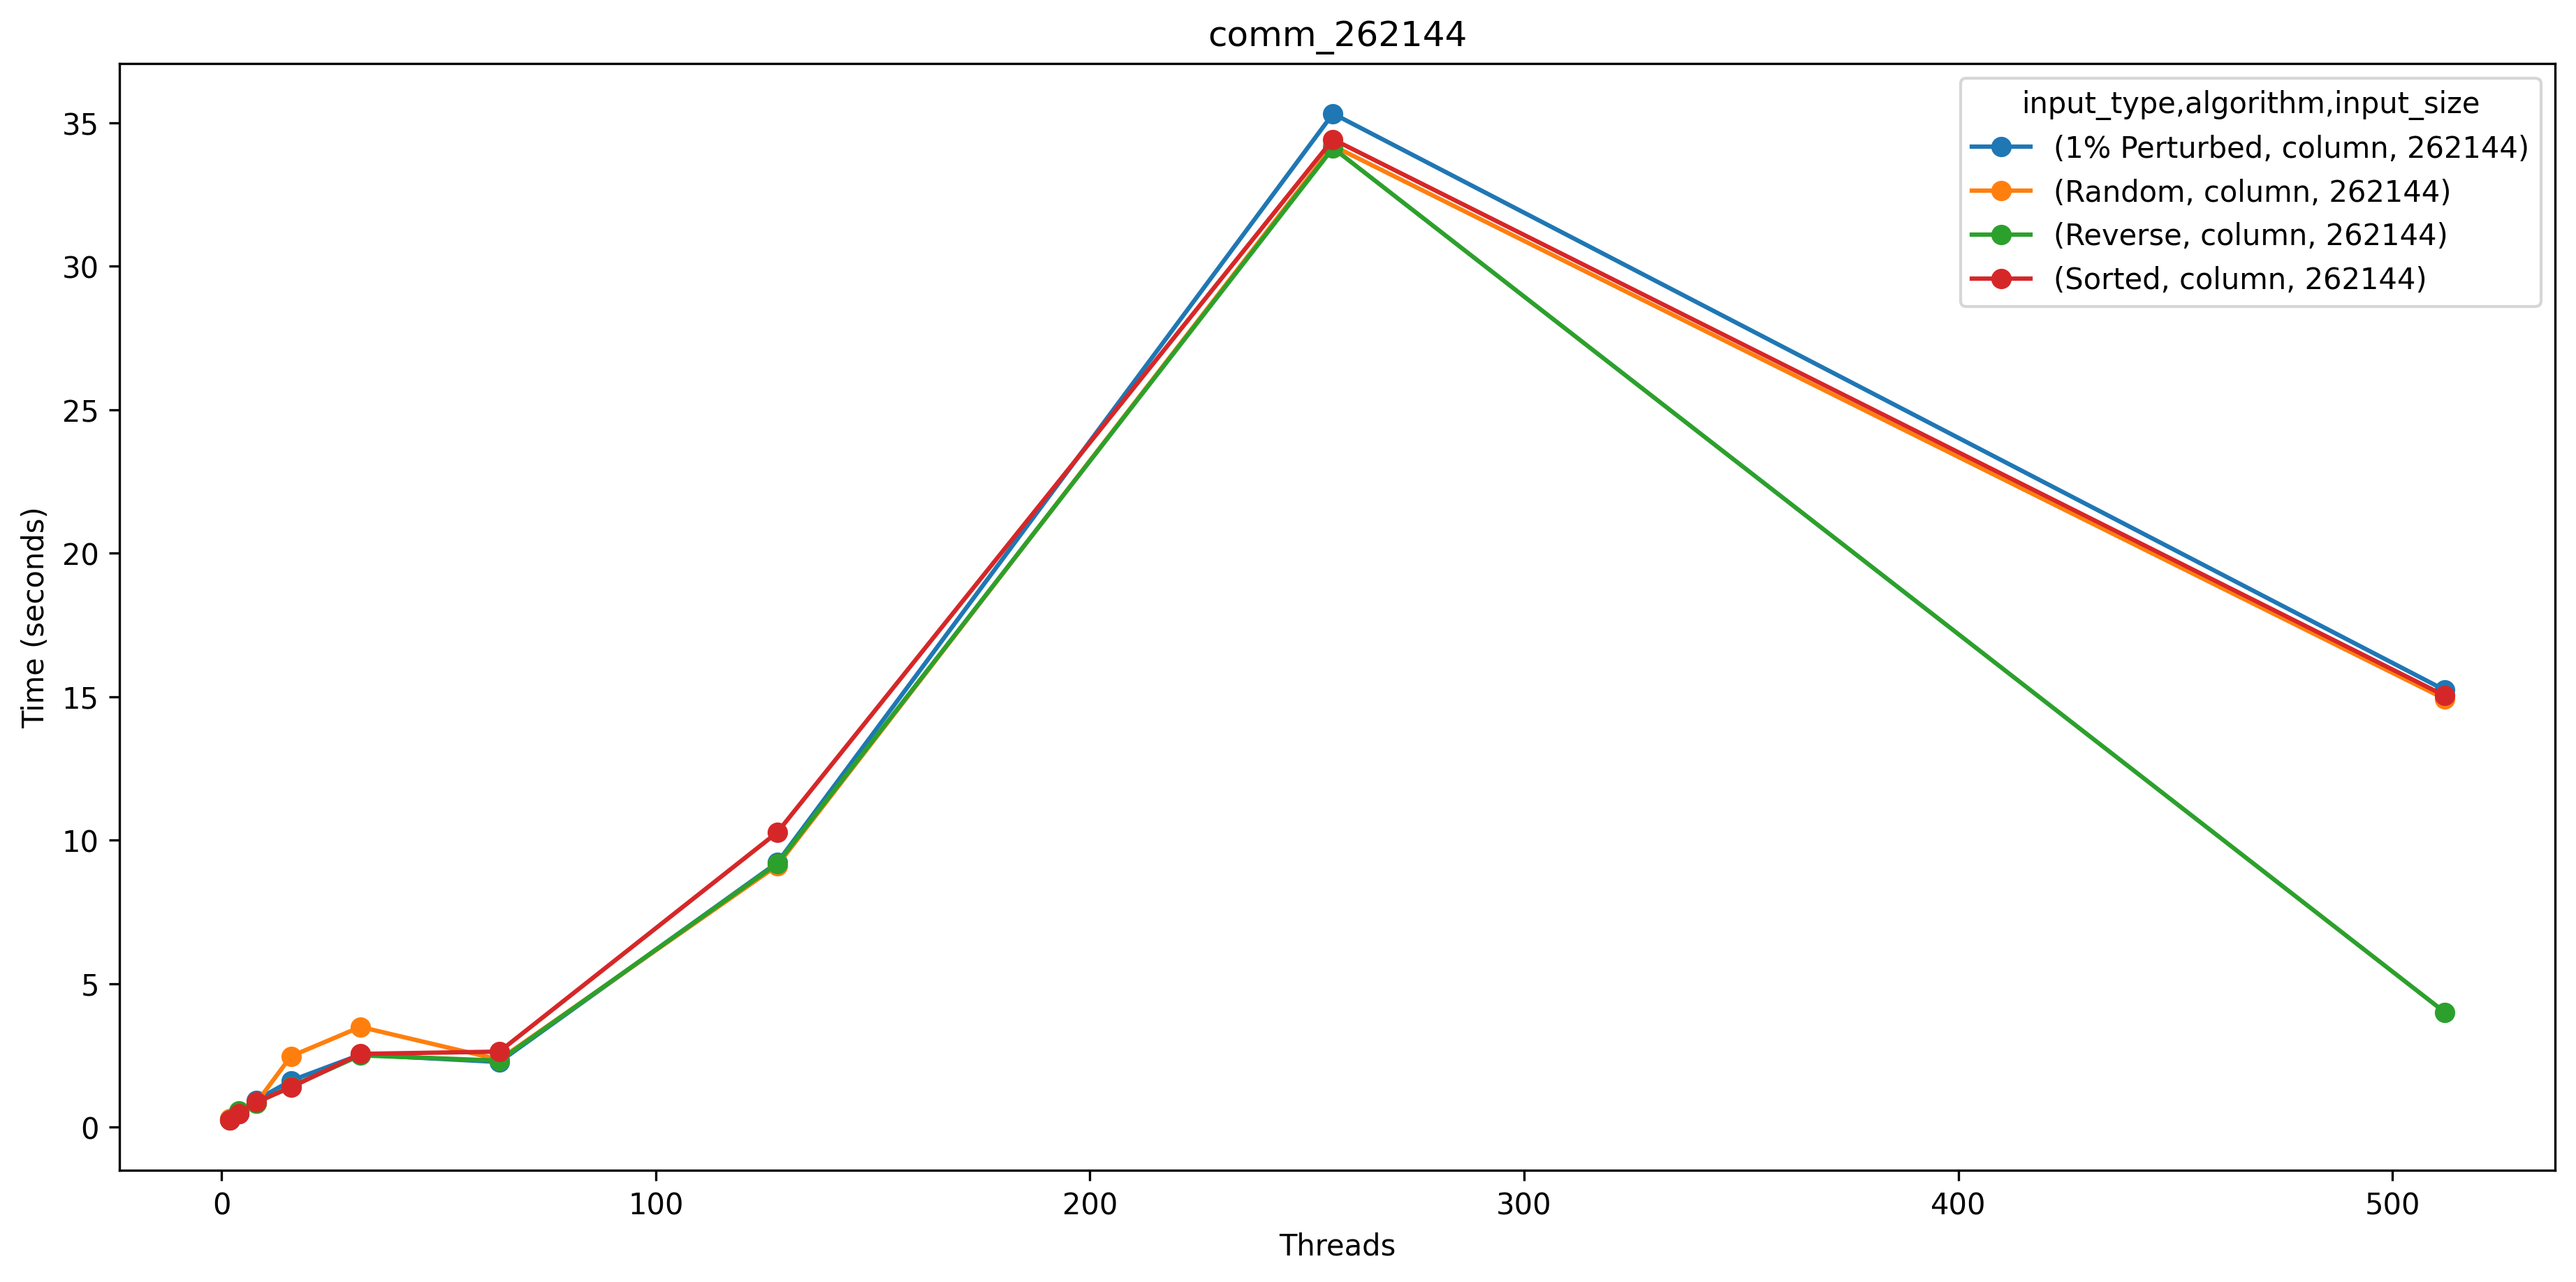 comm_262144
input_type,algorithm,input_size
(1% Perturbed, column, 262144)
(Random, column, 262144)
(Reverse, column, 262144)
(Sorted, column, 262144)
Time (seconds)
35
30
25
20
15
10
5
0
0 100 200 300 400 500
Threads